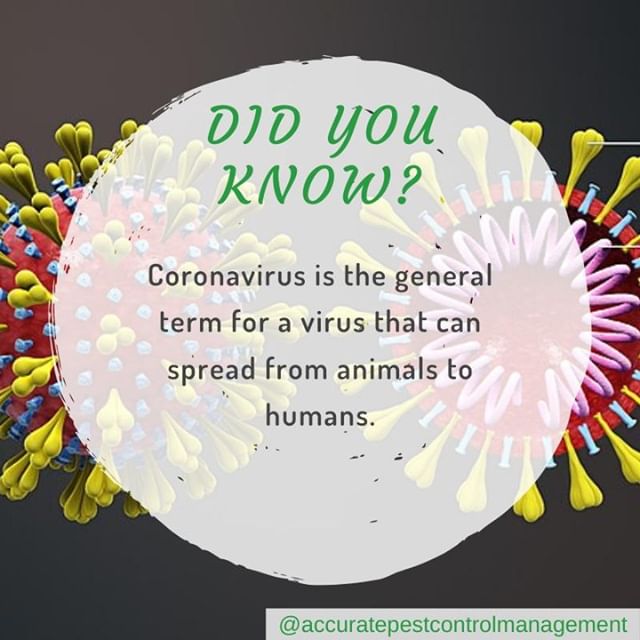 DID YOU
KNOW?
Coronavirus is the general
term for a virus that can
spread from animals to
humans.
@accuratepestcontrolmanagement